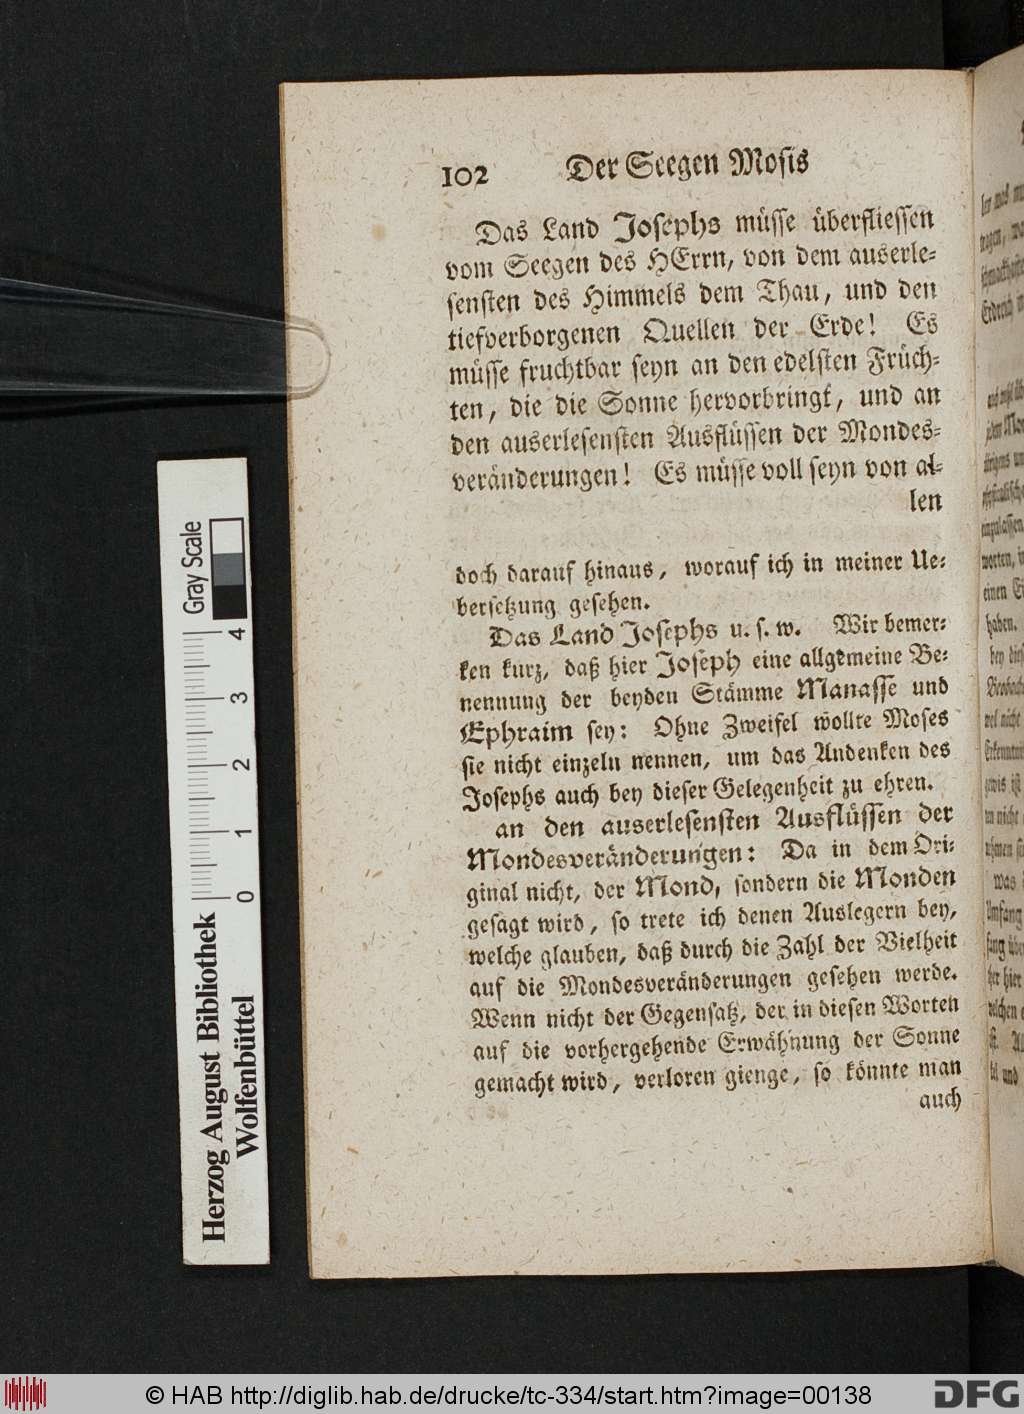 102 Der Seegen Mosis
Das Land Josephs müsse überfliessen
vom Seegen des HErrn, von dem auserle-
sensten des Himmels dem Thau, und den
tiefverborgenen Quellen der Erde! Es
müsse fruchtbar seyn an den edelsten Früch-
ten, die die Sonne hervorbringt, und an
den auserlesensten Ausflüssen der Mondes-
veränderungen! Es müsse voll seyn von al-
len
doch darauf hinaus, worauf ich in meiner Ue-
bersetzung gesehen.
Das Land Josephs u. s. w. Wir bemer-
ken kurz, daß hier Joseph eine allgemeine Be-
nennung der beyden Stämme Manasse und
Ephraim sey: Ohne Zweifel wollte Moses
sie nicht einzeln nennen, um das Andenken des
Josephs auch bey dieser Gelegenheit zu ehren.
an den auserlesensten Ausflüssen der
Mondesveränderungen: Da in dem Ori-
ginal nicht, der Mond, sondern die Monden
gesagt wird, so trete ich denen Auslegern bey,
welche glauben, daß durch die Zahl der Vielheit
auf die Mondesveränderungen gesehen werde.
Wenn nicht der Gegensatz, der in diesen Worten
auf die vorhergehende Erwähnung der Sonne
gemacht wird, verloren gienge, so könnte man
auch
Gray Scale
0 1 2 3 4
Herzog August Bibliothek
Wolfenbüttel
© HAB http://diglib.hab.de/drucke/tc-334/start.htm?image=00138
DFG